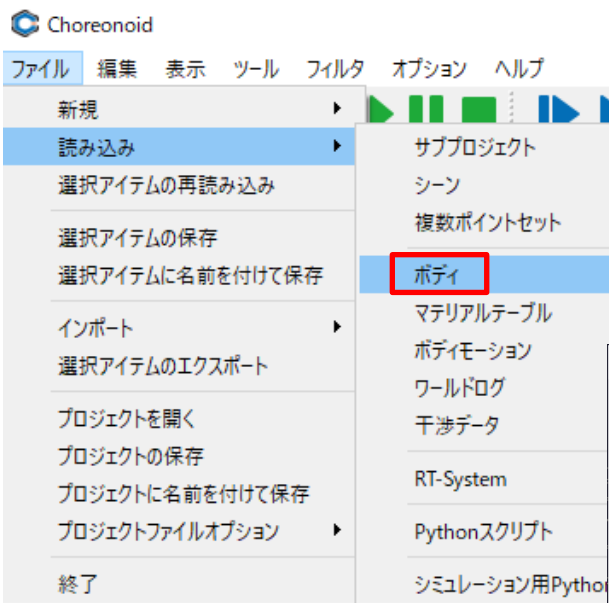 Choreonoid
ファイル 編集 表示 ツール フィルタ オプション ヘルプ
新規
読み込み
選択アイテムの再読み込み
選択アイテムの保存
選択アイテムに名前を付けて保存
インポート
選択アイテムのエクスポート
プロジェクトを開く
プロジェクトの保存
プロジェクトに名前を付けて保存
プロジェクトファイルオプション
終了
サブプロジェクト
シーン
複数ポイントセット
ボディ
マテリアルテーブル
ボディモーション
ワールドログ
干渉データ
RT-System
Pythonスクリプト
シミュレーション用Python